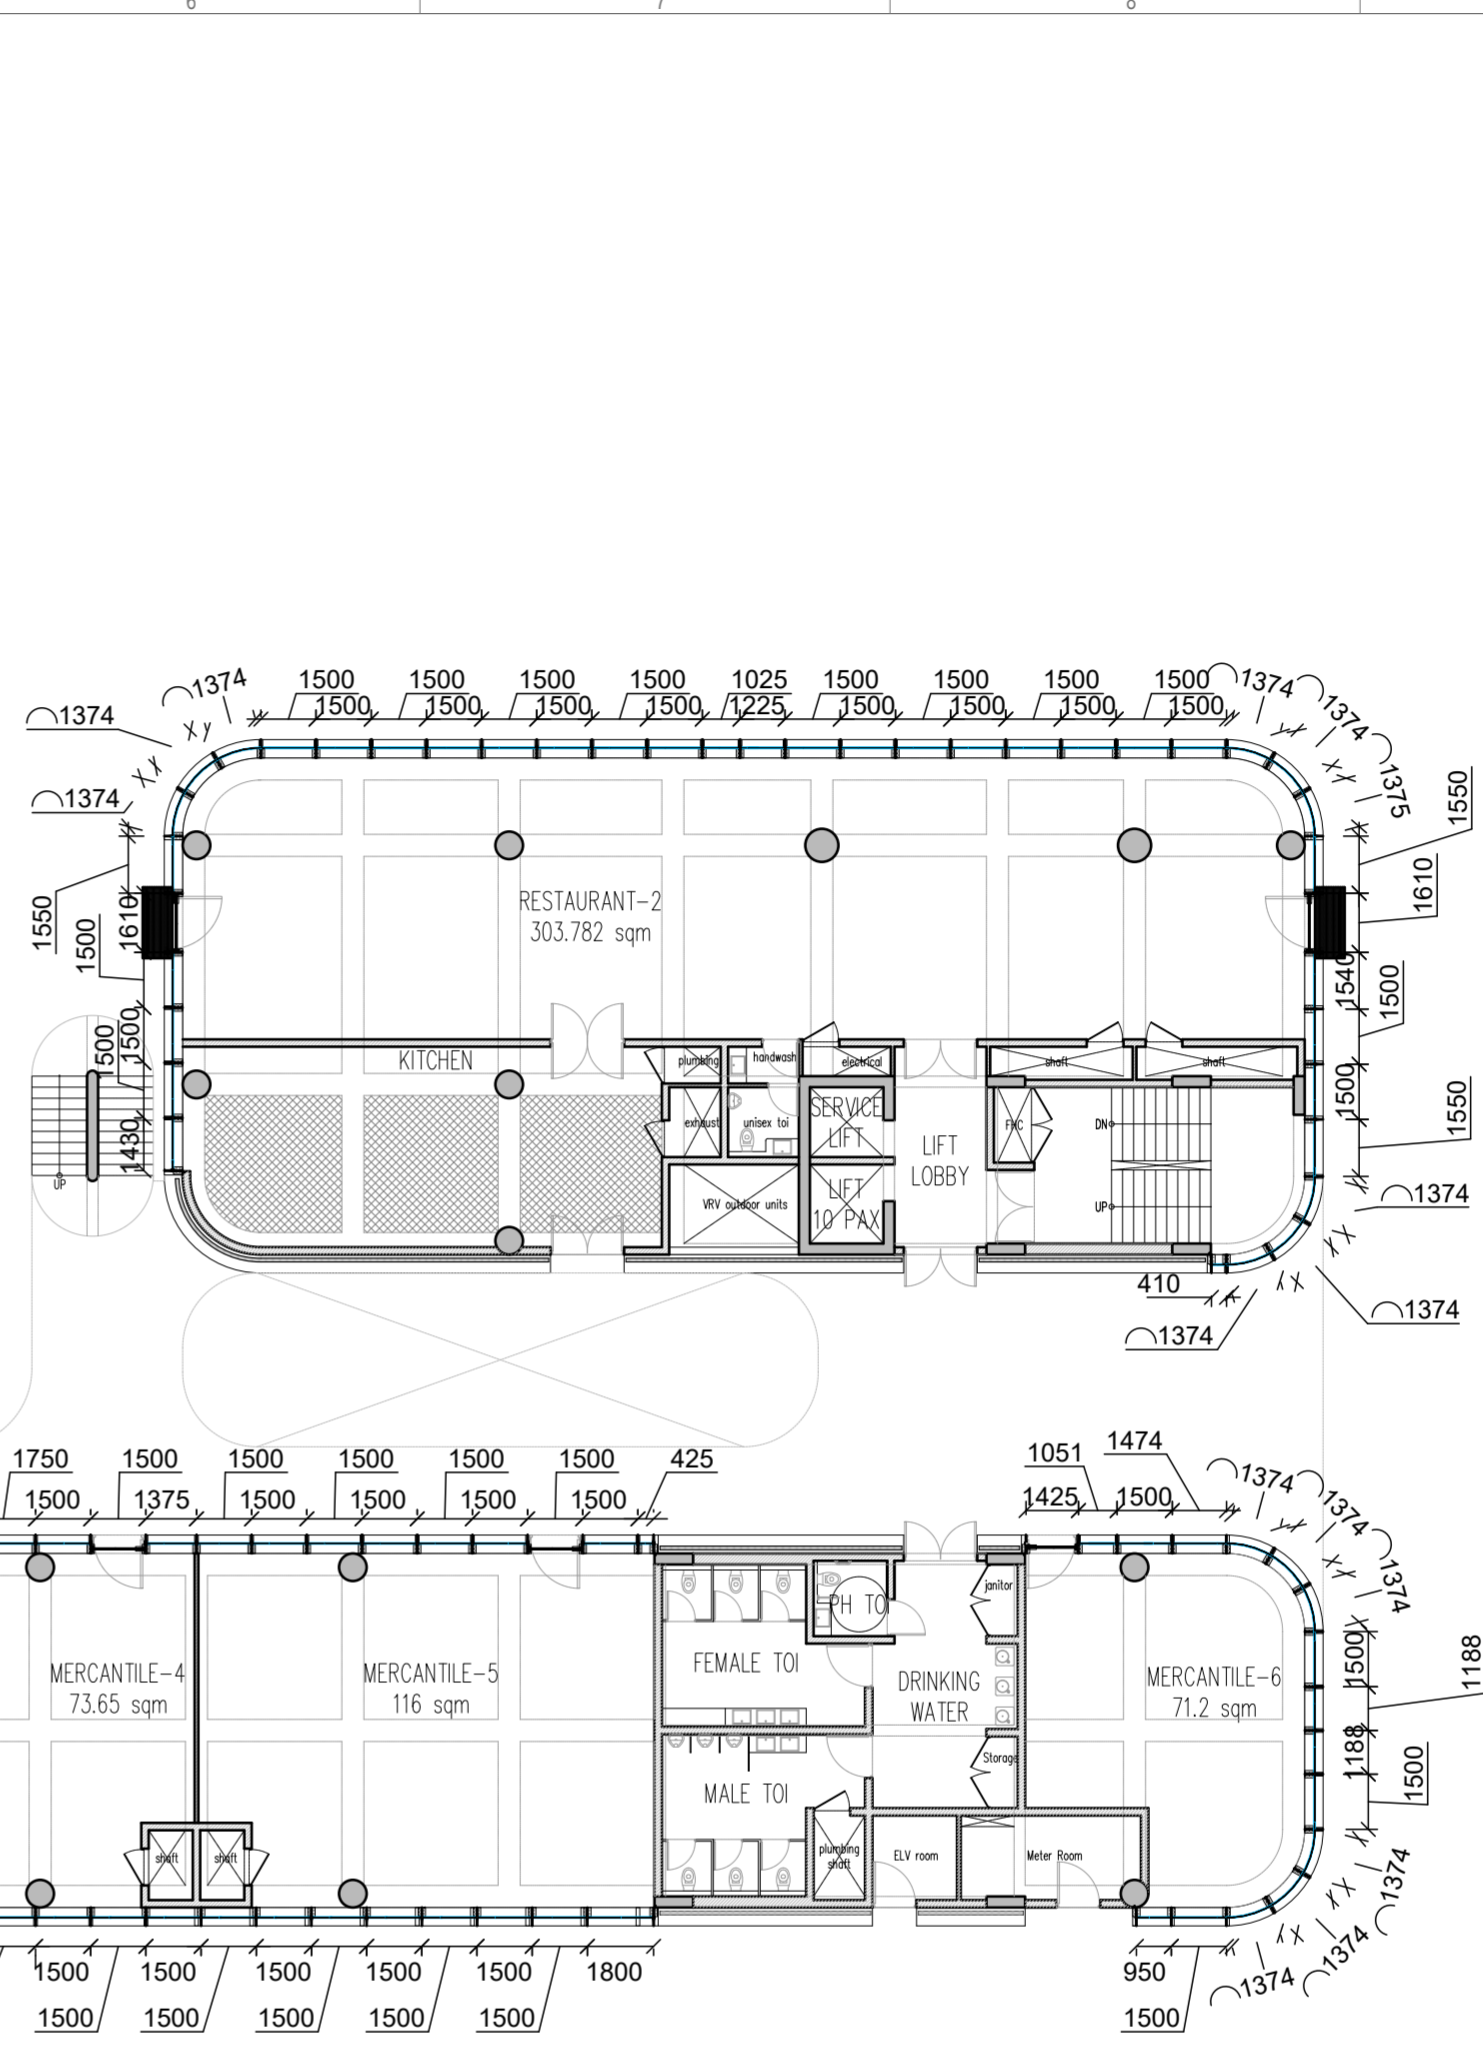 6 7 8
1500 1500 1500 1500 1025 1500 1500 1500 1500
1500 1500 1500 1500 1225 1500 1500 1500 1500
1374
1374
1374
1374
1374
1375
1550
1610
1500
1500
1500
1430
1550
1610
1540
1500
1500
1550
RESTAURANT-2
303.782 sqm
KITCHEN
plumbing
handwash
electrical
shaft
shaft
exhaust
unisex toi
SERVICE
LIFT
LIFT
LOBBY
FHC
DN
UP
UP
VRV outdoor units
LIFT
10 PAX
1374
1374
1374
410
1750 1500 1500 1500 1500 1500 425
1500 1375 1500 1500 1500 1500
1051 1474
1425 1500
1374
1374
1374
1500
1188
1188
1500
MERCANTILE-4
73.65 sqm
MERCANTILE-5
116 sqm
FEMALE TOI
PH TOI
janitor
DRINKING
WATER
MERCANTILE-6
71.2 sqm
MALE TOI
Storage
shaft
shaft
plumbing
shaft
ELV room
Meter Room
1374
1374
1374
1500 1500 1500 1500 1500 1800
1500 1500 1500 1500 1500
950
1500